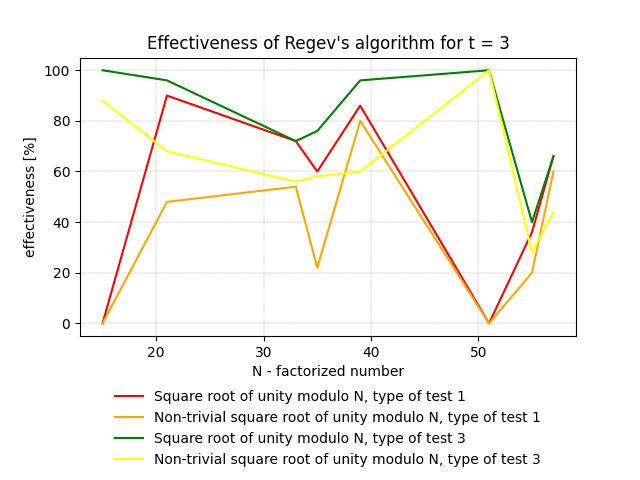 Effectiveness of Regev's algorithm for t = 3
100
80
60
40
20
0
effectiveness [%]
20 30 40 50
N - factorized number
Square root of unity modulo N, type of test 1
Non-trivial square root of unity modulo N, type of test 1
Square root of unity modulo N, type of test 3
Non-trivial square root of unity modulo N, type of test 3